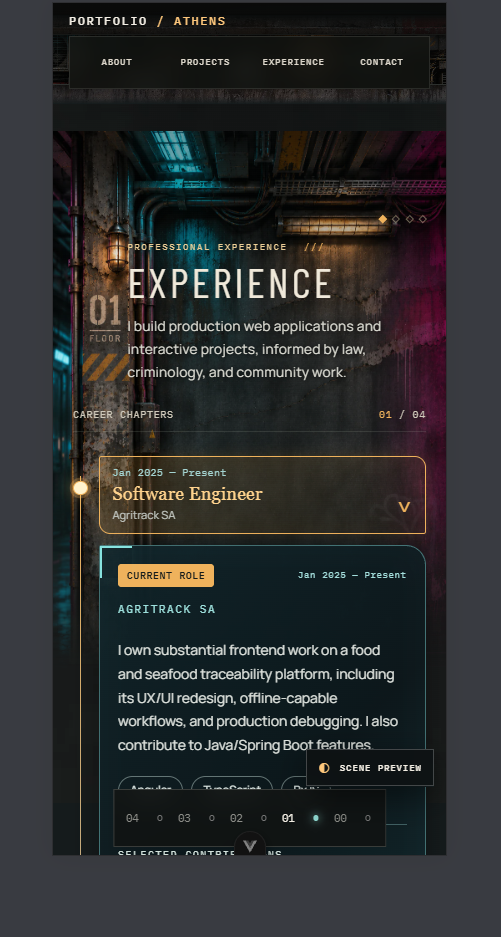 PORTFOLIO / ATHENS
ABOUT PROJECTS EXPERIENCE CONTACT
PROFESSIONAL EXPERIENCE ///
EXPERIENCE
01
FLOOR
I build production web applications and
interactive projects, informed by law,
criminology, and community work.
CAREER CHAPTERS 01 / 04
Jan 2025 — Present
Software Engineer
Agritrack SA
CURRENT ROLE Jan 2025 — Present
AGRITRACK SA
I own substantial frontend work on a food
and seafood traceability platform, including
its UX/UI redesign, offline-capable
workflows, and production debugging. I also
contribute to Java/Spring Boot features.
SCENE PREVIEW
Angular TypeScript
04 03 02 01 00
SELECTED